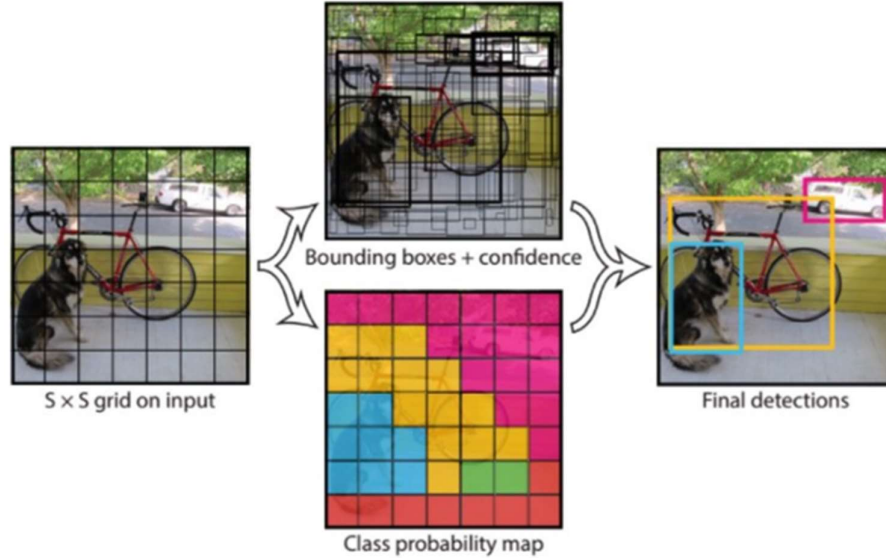 Bounding boxes + confidence
S × S grid on input
Final detections
Class probability map